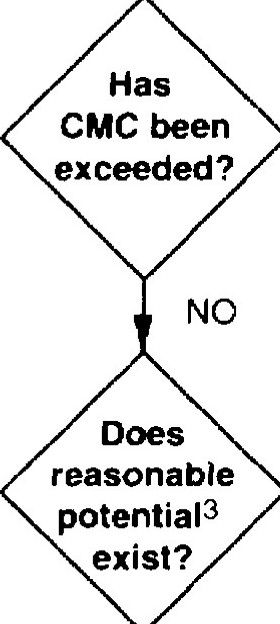 Has
CMC been
exceeded?
NO
Does
reasonable
potential³
exist?